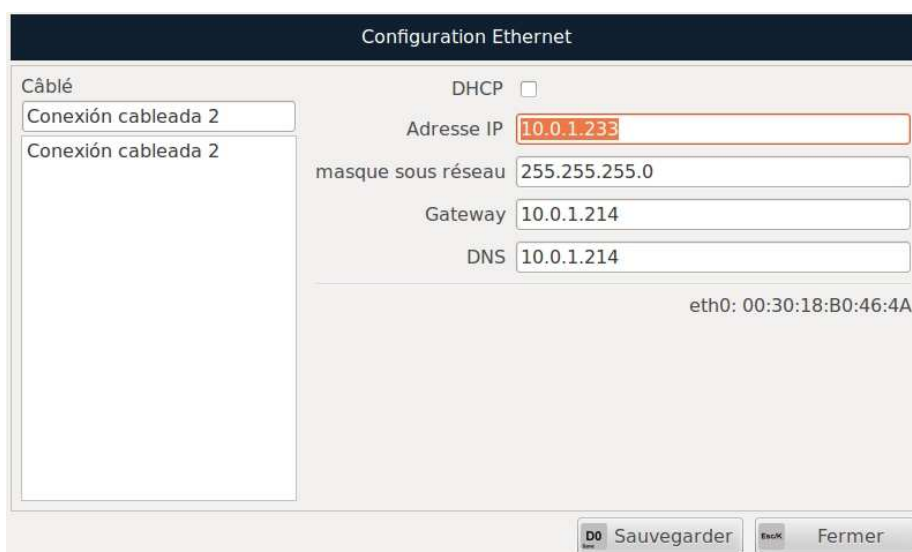 Configuration Ethernet
Câblé
Conexión cableada 2
Conexión cableada 2
DHCP
Adresse IP 10.0.1.233
masque sous réseau 255.255.255.0
Gateway 10.0.1.214
DNS 10.0.1.214
eth0: 00:30:18:B0:46:4A
D0 Sauvegarder
Esc/K Fermer